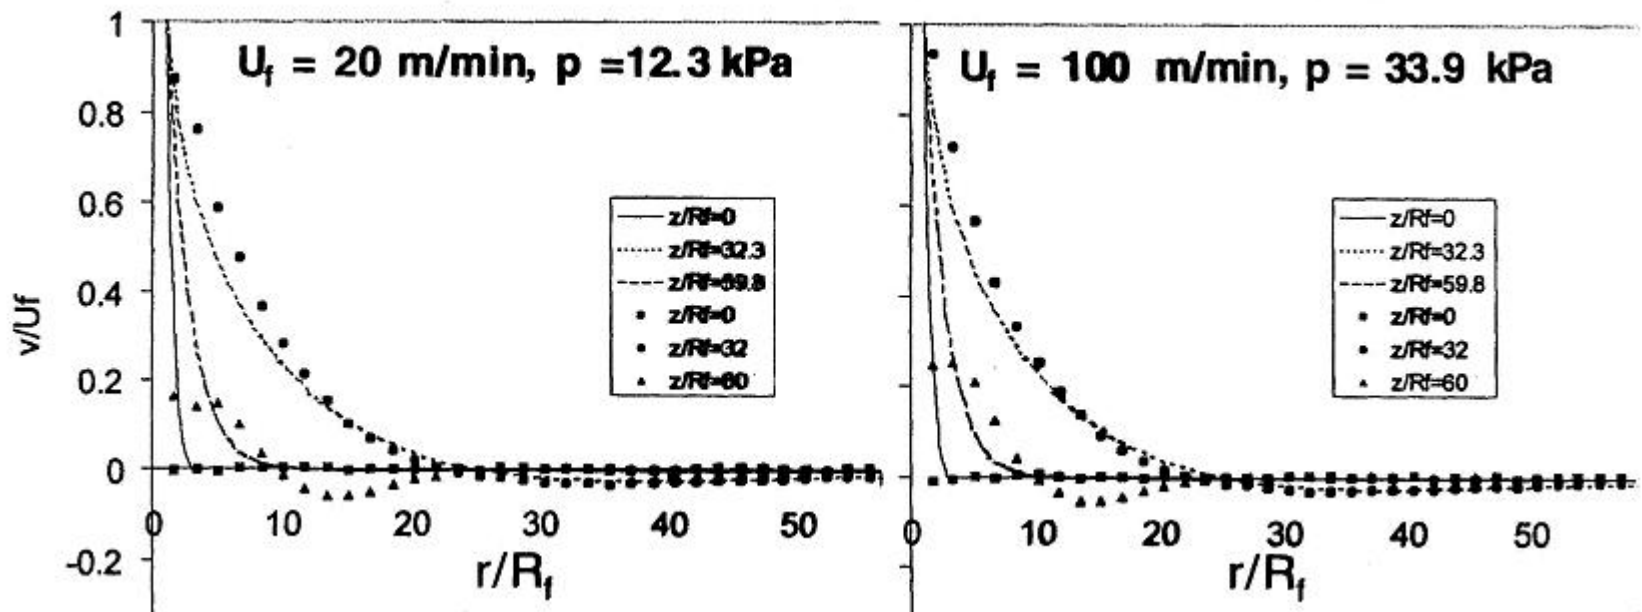 U_f = 20 m/min, p =12.3 kPa
1
0.8
0.6
0.4
0.2
0
-0.2
v/Uf
z/Rf=0
z/Rf=32.3
z/Rf=59.8
z/Rf=0
z/Rf=32
z/Rf=60
0 10 20 30 40 50
r/R_f
U_f = 100 m/min, p = 33.9 kPa
z/Rf=0
z/Rf=32.3
z/Rf=59.8
z/Rf=0
z/Rf=32
z/Rf=60
0 10 20 30 40 50
r/R_f